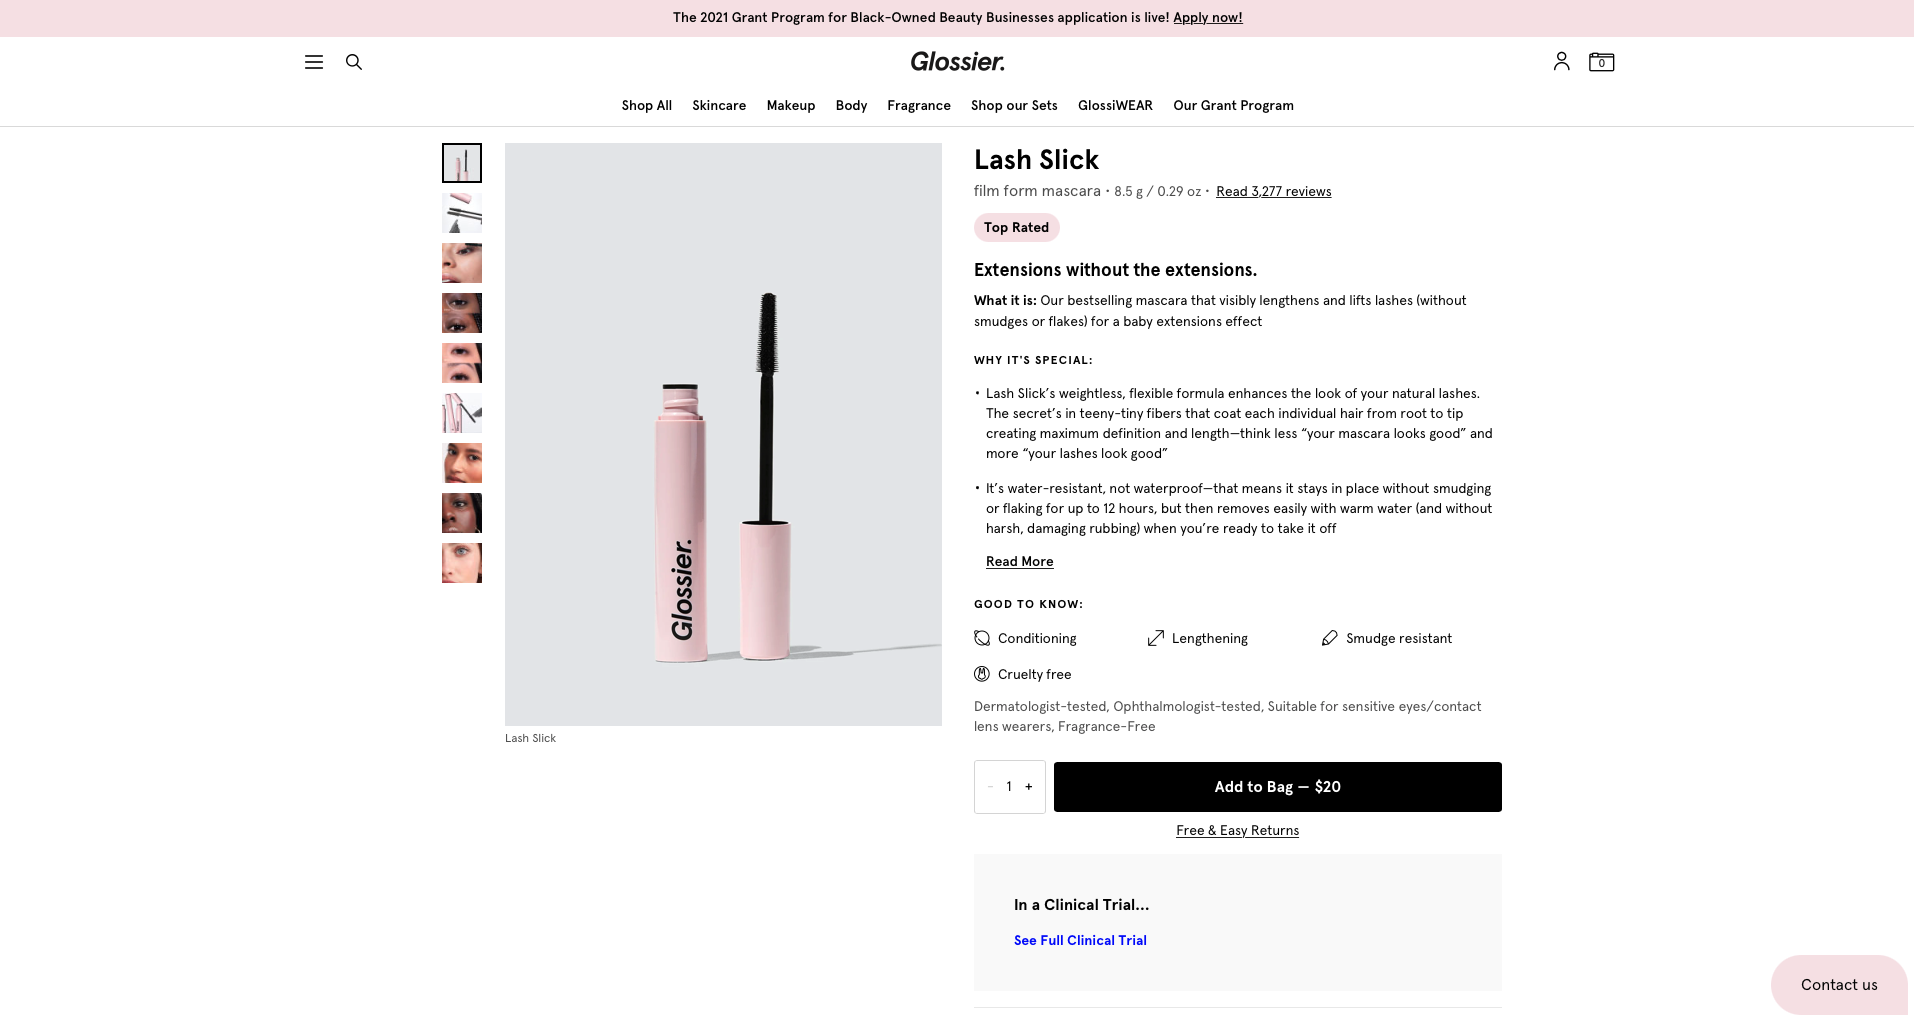 The 2021 Grant Program for Black-Owned Beauty Businesses application is live! Apply now!
Glossier.
0
Shop All Skincare Makeup Body Fragrance Shop our Sets GlossiWEAR Our Grant Program
Glossier.
Lash Slick
Lash Slick
film form mascara • 8.5 g / 0.29 oz • Read 3,277 reviews
Top Rated
Extensions without the extensions.
What it is: Our bestselling mascara that visibly lengthens and lifts lashes (without
smudges or flakes) for a baby extensions effect
WHY IT'S SPECIAL:
• Lash Slick’s weightless, flexible formula enhances the look of your natural lashes.
The secret’s in teeny-tiny fibers that coat each individual hair from root to tip
creating maximum definition and length—think less “your mascara looks good” and
more “your lashes look good”
• It’s water-resistant, not waterproof—that means it stays in place without smudging
or flaking for up to 12 hours, but then removes easily with warm water (and without
harsh, damaging rubbing) when you’re ready to take it off
Read More
GOOD TO KNOW:
Conditioning Lengthening Smudge resistant
Cruelty free
Dermatologist-tested, Ophthalmologist-tested, Suitable for sensitive eyes/contact
lens wearers, Fragrance-Free
- 1 + Add to Bag — $20
Free & Easy Returns
In a Clinical Trial...
See Full Clinical Trial
Contact us